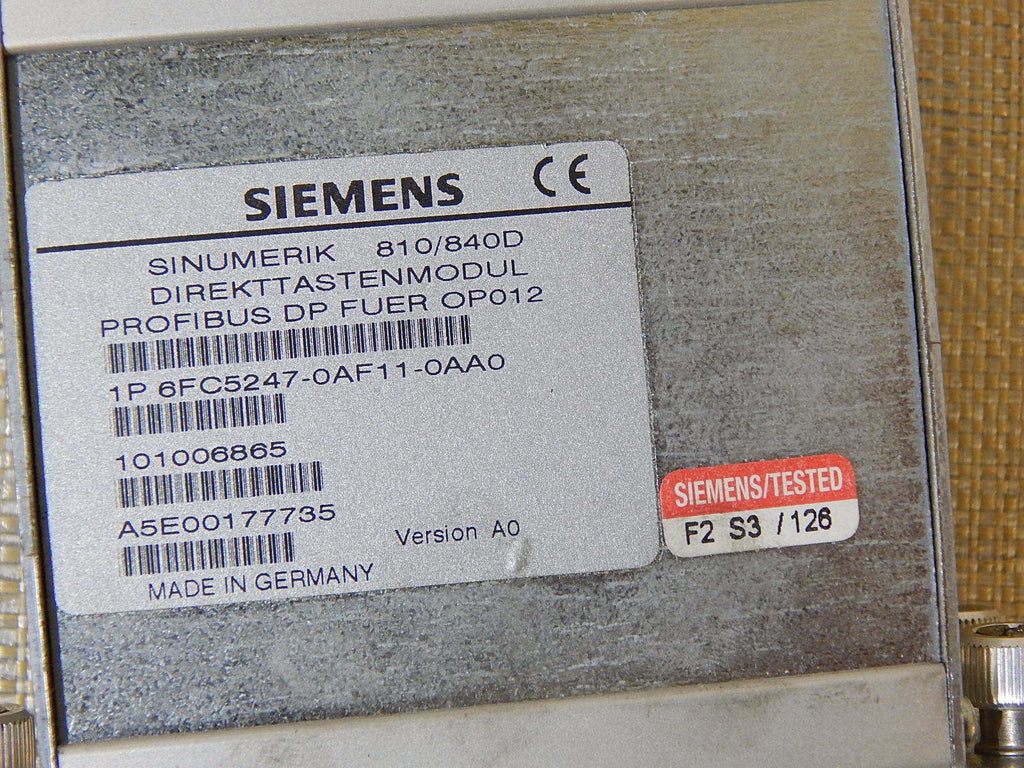 SIEMENS CE
SINUMERIK 810/840D
DIREKTTASTENMODUL
PROFIBUS DP FUER OP012
1P 6FC5247-0AF11-0AA0
101006865
A5E00177735
Version A0
MADE IN GERMANY
SIEMENS/TESTED
F2 S3 /126